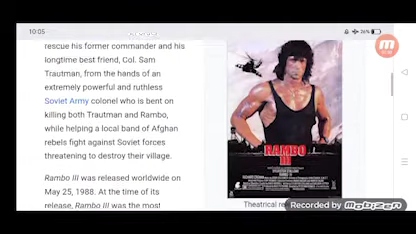 10:05
26%
rescue his former commander and his
longtime best friend, Col. Sam
Trautman, from the hands of an
extremely powerful and ruthless
Soviet Army colonel who is bent on
killing both Trautman and Rambo,
while helping a local band of Afghan
rebels fight against Soviet forces
threatening to destroy their village.
Rambo III was released worldwide on
May 25, 1988. At the time of its
release, Rambo III was the most
RAMBO
III
Theatrical
Recorded by mobizen